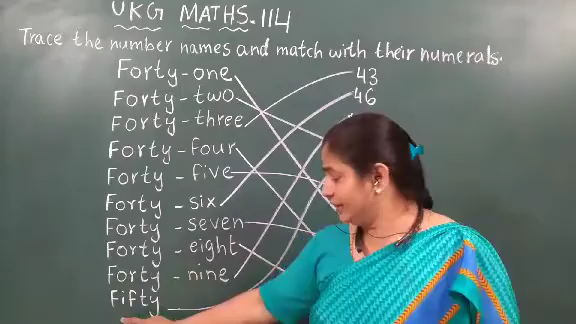 UKG MATHS. 114
Trace the number names and match with their numerals.
Forty-one
43
Forty-two
46
Forty-three
Forty-four
Forty-five
Forty-six
Forty-seven
Forty-eight
Forty-nine
Fifty